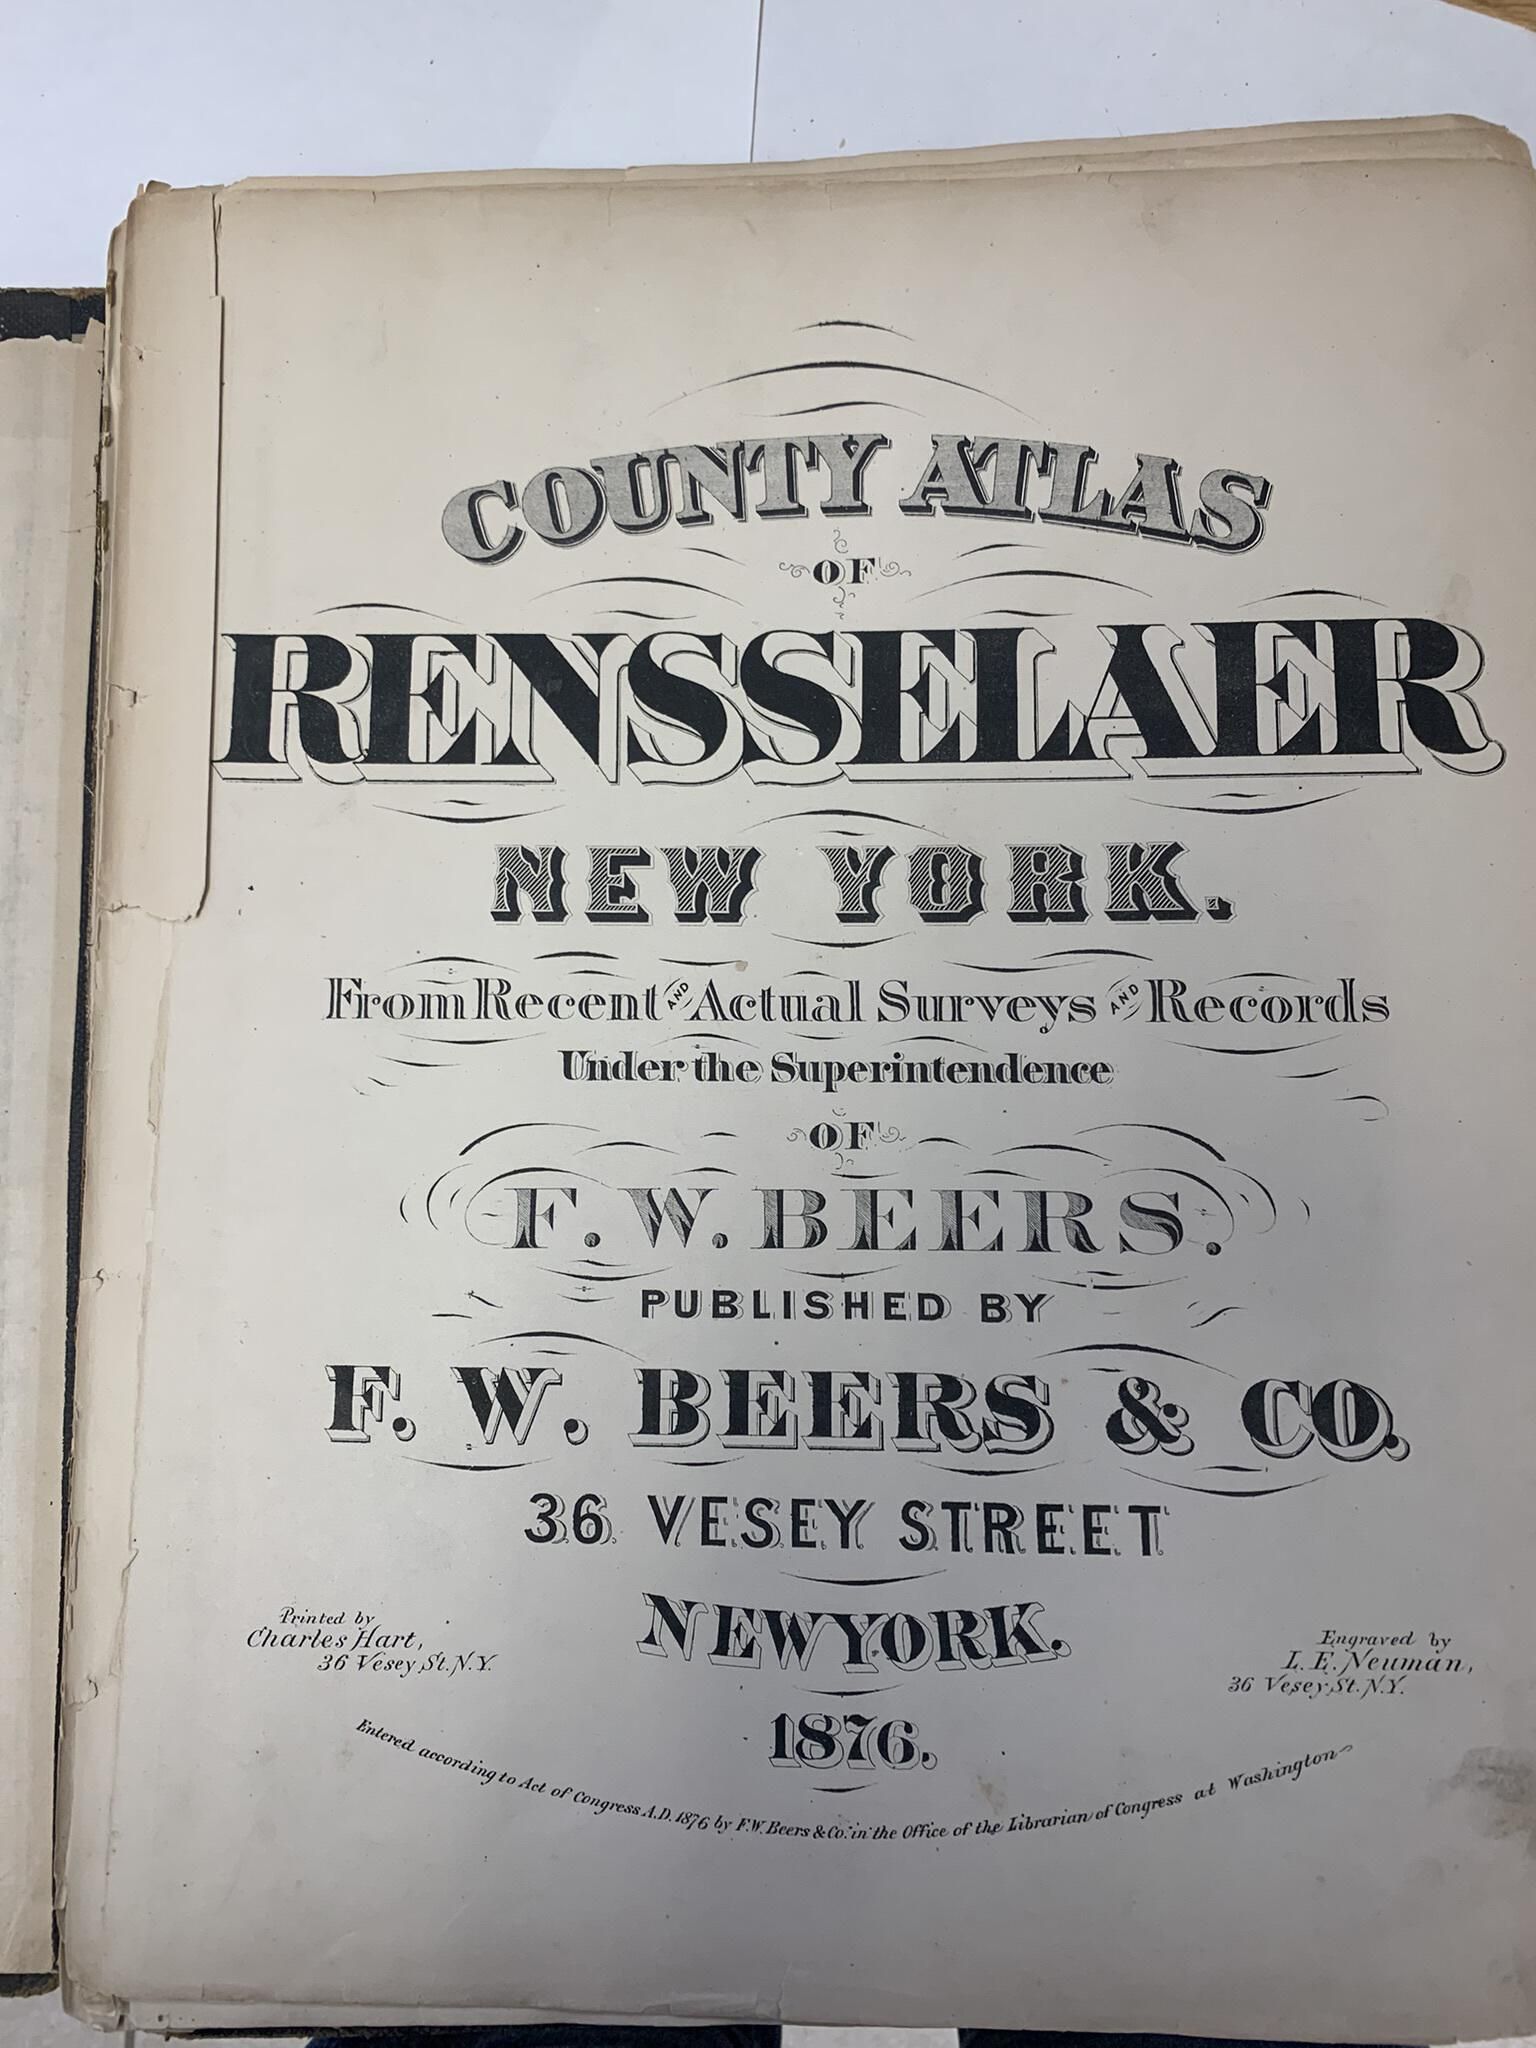 COUNTY ATLAS
OF
RENSSELAER
NEW YORK.
From Recent AND Actual Surveys AND Records
Under the Superintendence
OF
F. W. BEERS.
PUBLISHED BY
F. W. BEERS & CO.
36 VESEY STREET
NEW YORK.
Printed by
Charles Hart,
36 Vesey St. N.Y.
Engraved by
L. E. Neuman,
36 Vesey St. N.Y.
1876.
Entered according to Act of Congress A.D. 1876 by F.W. Beers & Co. in the Office of the Librarian of Congress at Washington